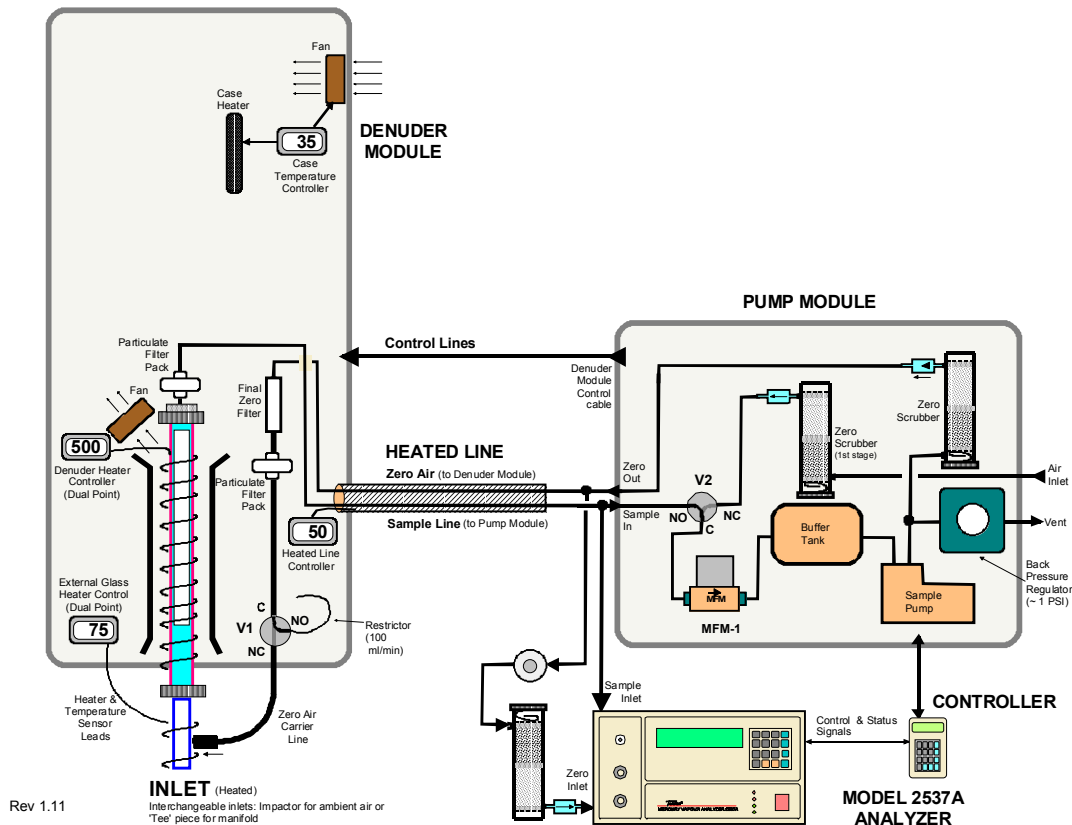 Fan
Case
Heater
35
Case
Temperature
Controller
DENUDER
MODULE
PUMP MODULE
Particulate
Filter
Pack
Fan
500
Denuder Heater
Controller
(Dual Point)
Final
Zero
Filter
Particulate
Filter
Pack
Control Lines
Denuder
Module
Control
cable
HEATED LINE
Zero Air (to Denuder Module)
Sample Line (to Pump Module)
50
Heated Line
Controller
Zero
Out
Sample
In
V2
NO
NC
C
Zero
Scrubber
(1st stage)
Zero
Scrubber
Air
Inlet
Vent
Buffer
Tank
MFM
MFM-1
Sample
Pump
Back
Pressure
Regulator
(~ 1 PSI)
External Glass
Heater Control
(Dual Point)
75
C
NO
V1
NC
Restrictor
(100
ml/min)
Heater &
Temperature
Sensor
Leads
Zero Air
Carrier
Line
INLET (Heated)
Interchangeable inlets: Impactor for ambient air or
'Tee' piece for manifold
Rev 1.11
Sample
Inlet
Zero
Inlet
Control & Status
Signals
CONTROLLER
MODEL 2537A
ANALYZER